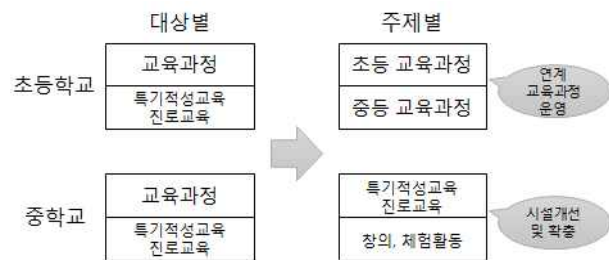 대상별
주제별
초등학교
교육과정
특기적성교육
진로교육
초등 교육과정
중등 교육과정
연계
교육과정
운영
중학교
교육과정
특기적성교육
진로교육
특기적성교육
진로교육
창의, 체험활동
시설개선
및 확충